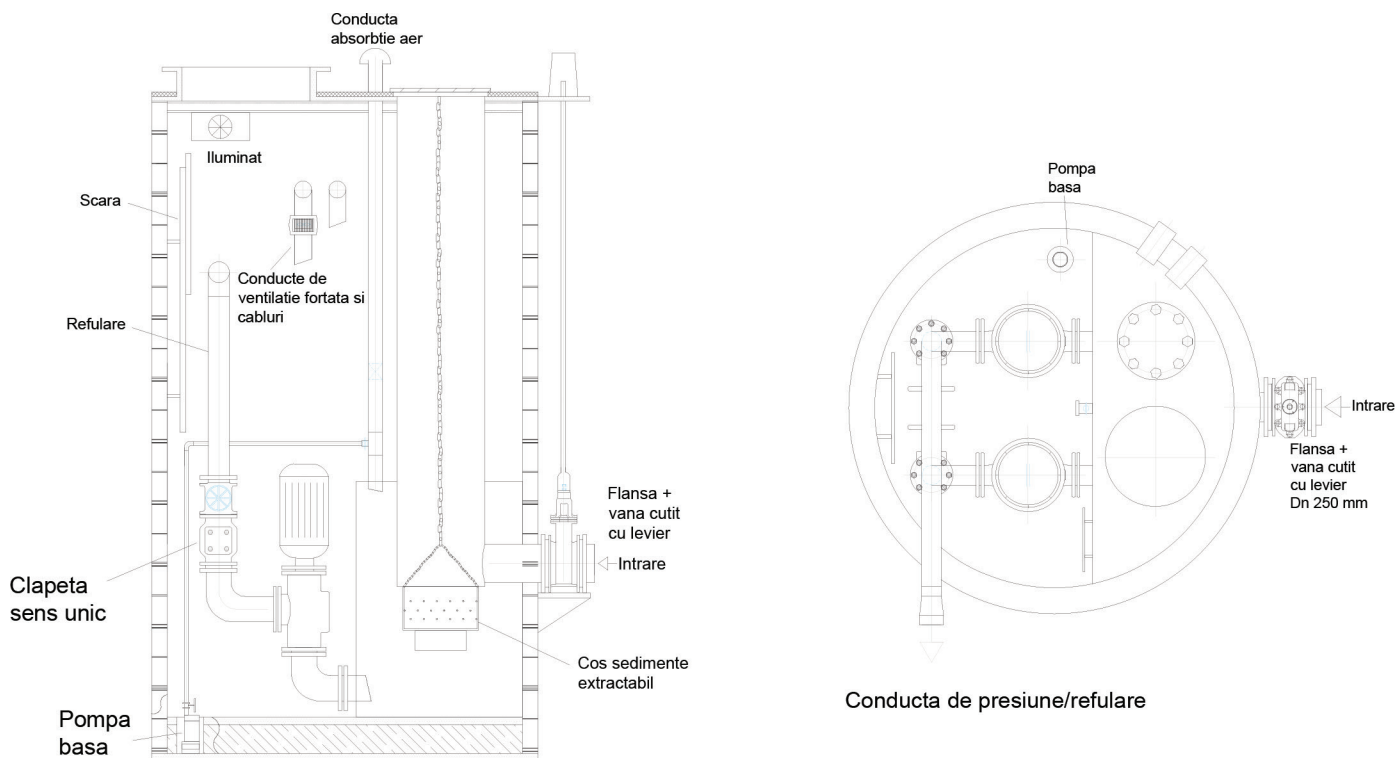 Conducta
absorbtie aer
Iluminat
Scara
Conducte de
ventilatie fortata si
cabluri
Refulare
Flansa +
vana cutit
cu levier
Intrare
Clapeta
sens unic
Cos sedimente
extractabil
Pompa
basa
Pompa
basa
Intrare
Flansa +
vana cutit
cu levier
Dn 250 mm
Conducta de presiune/refulare